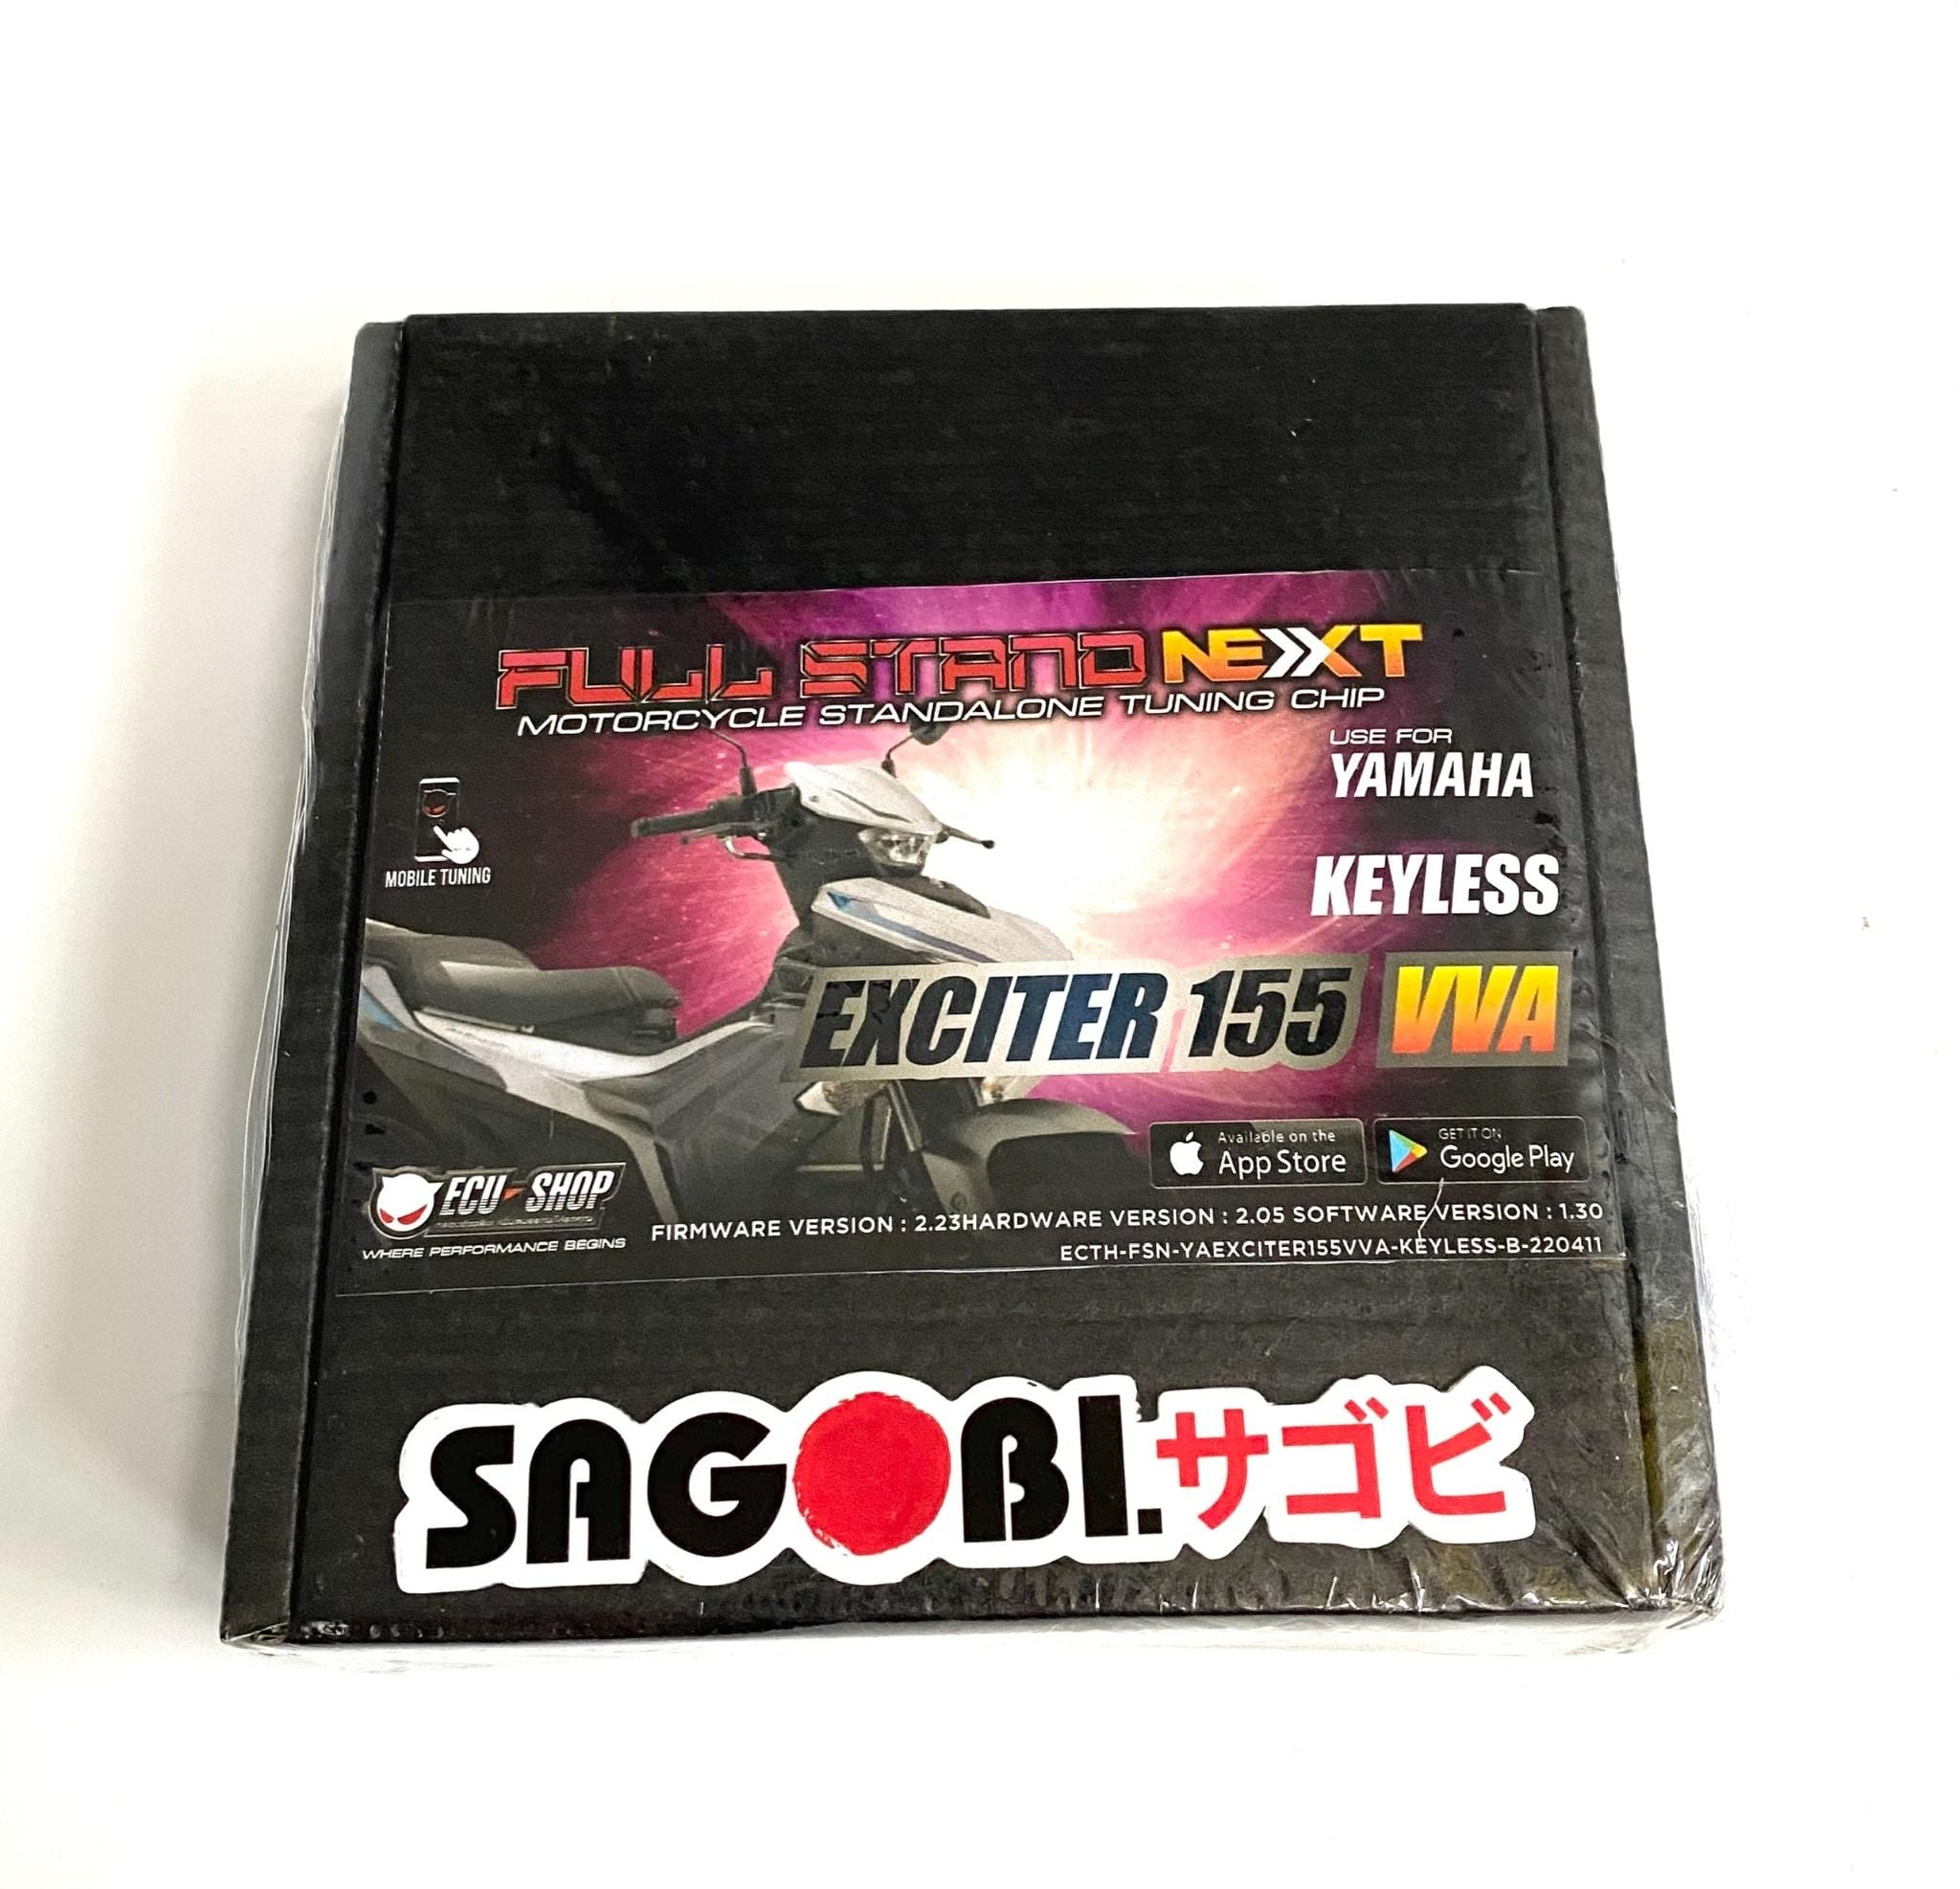 FULL STAND NEXT
MOTORCYCLE STANDALONE TUNING CHIP
USE FOR
YAMAHA
MOBILE TUNING
KEYLESS
EXCITER 155 VVA
Available on the
App Store
GET IT ON
Google Play
ECU SHOP
WHERE PERFORMANCE BEGINS
FIRMWARE VERSION : 2.23HARDWARE VERSION : 2.05 SOFTWARE VERSION : 1.30
ECTH-FSN-YAEXCITER155VVA-KEYLESS-B-220411
SAGOBI.サゴビ